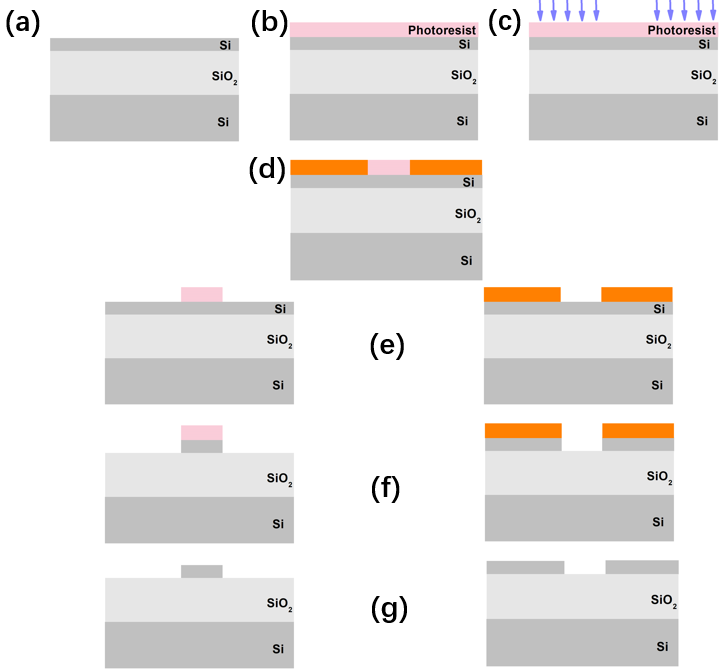 (a)
Si
SiO2
Si
(b)
Photoresist
Si
SiO2
Si
(c)
Photoresist
Si
SiO2
Si
(d)
Si
SiO2
Si
Si
SiO2
Si
(e)
Si
SiO2
Si
SiO2
Si
(f)
SiO2
Si
SiO2
Si
(g)
SiO2
Si